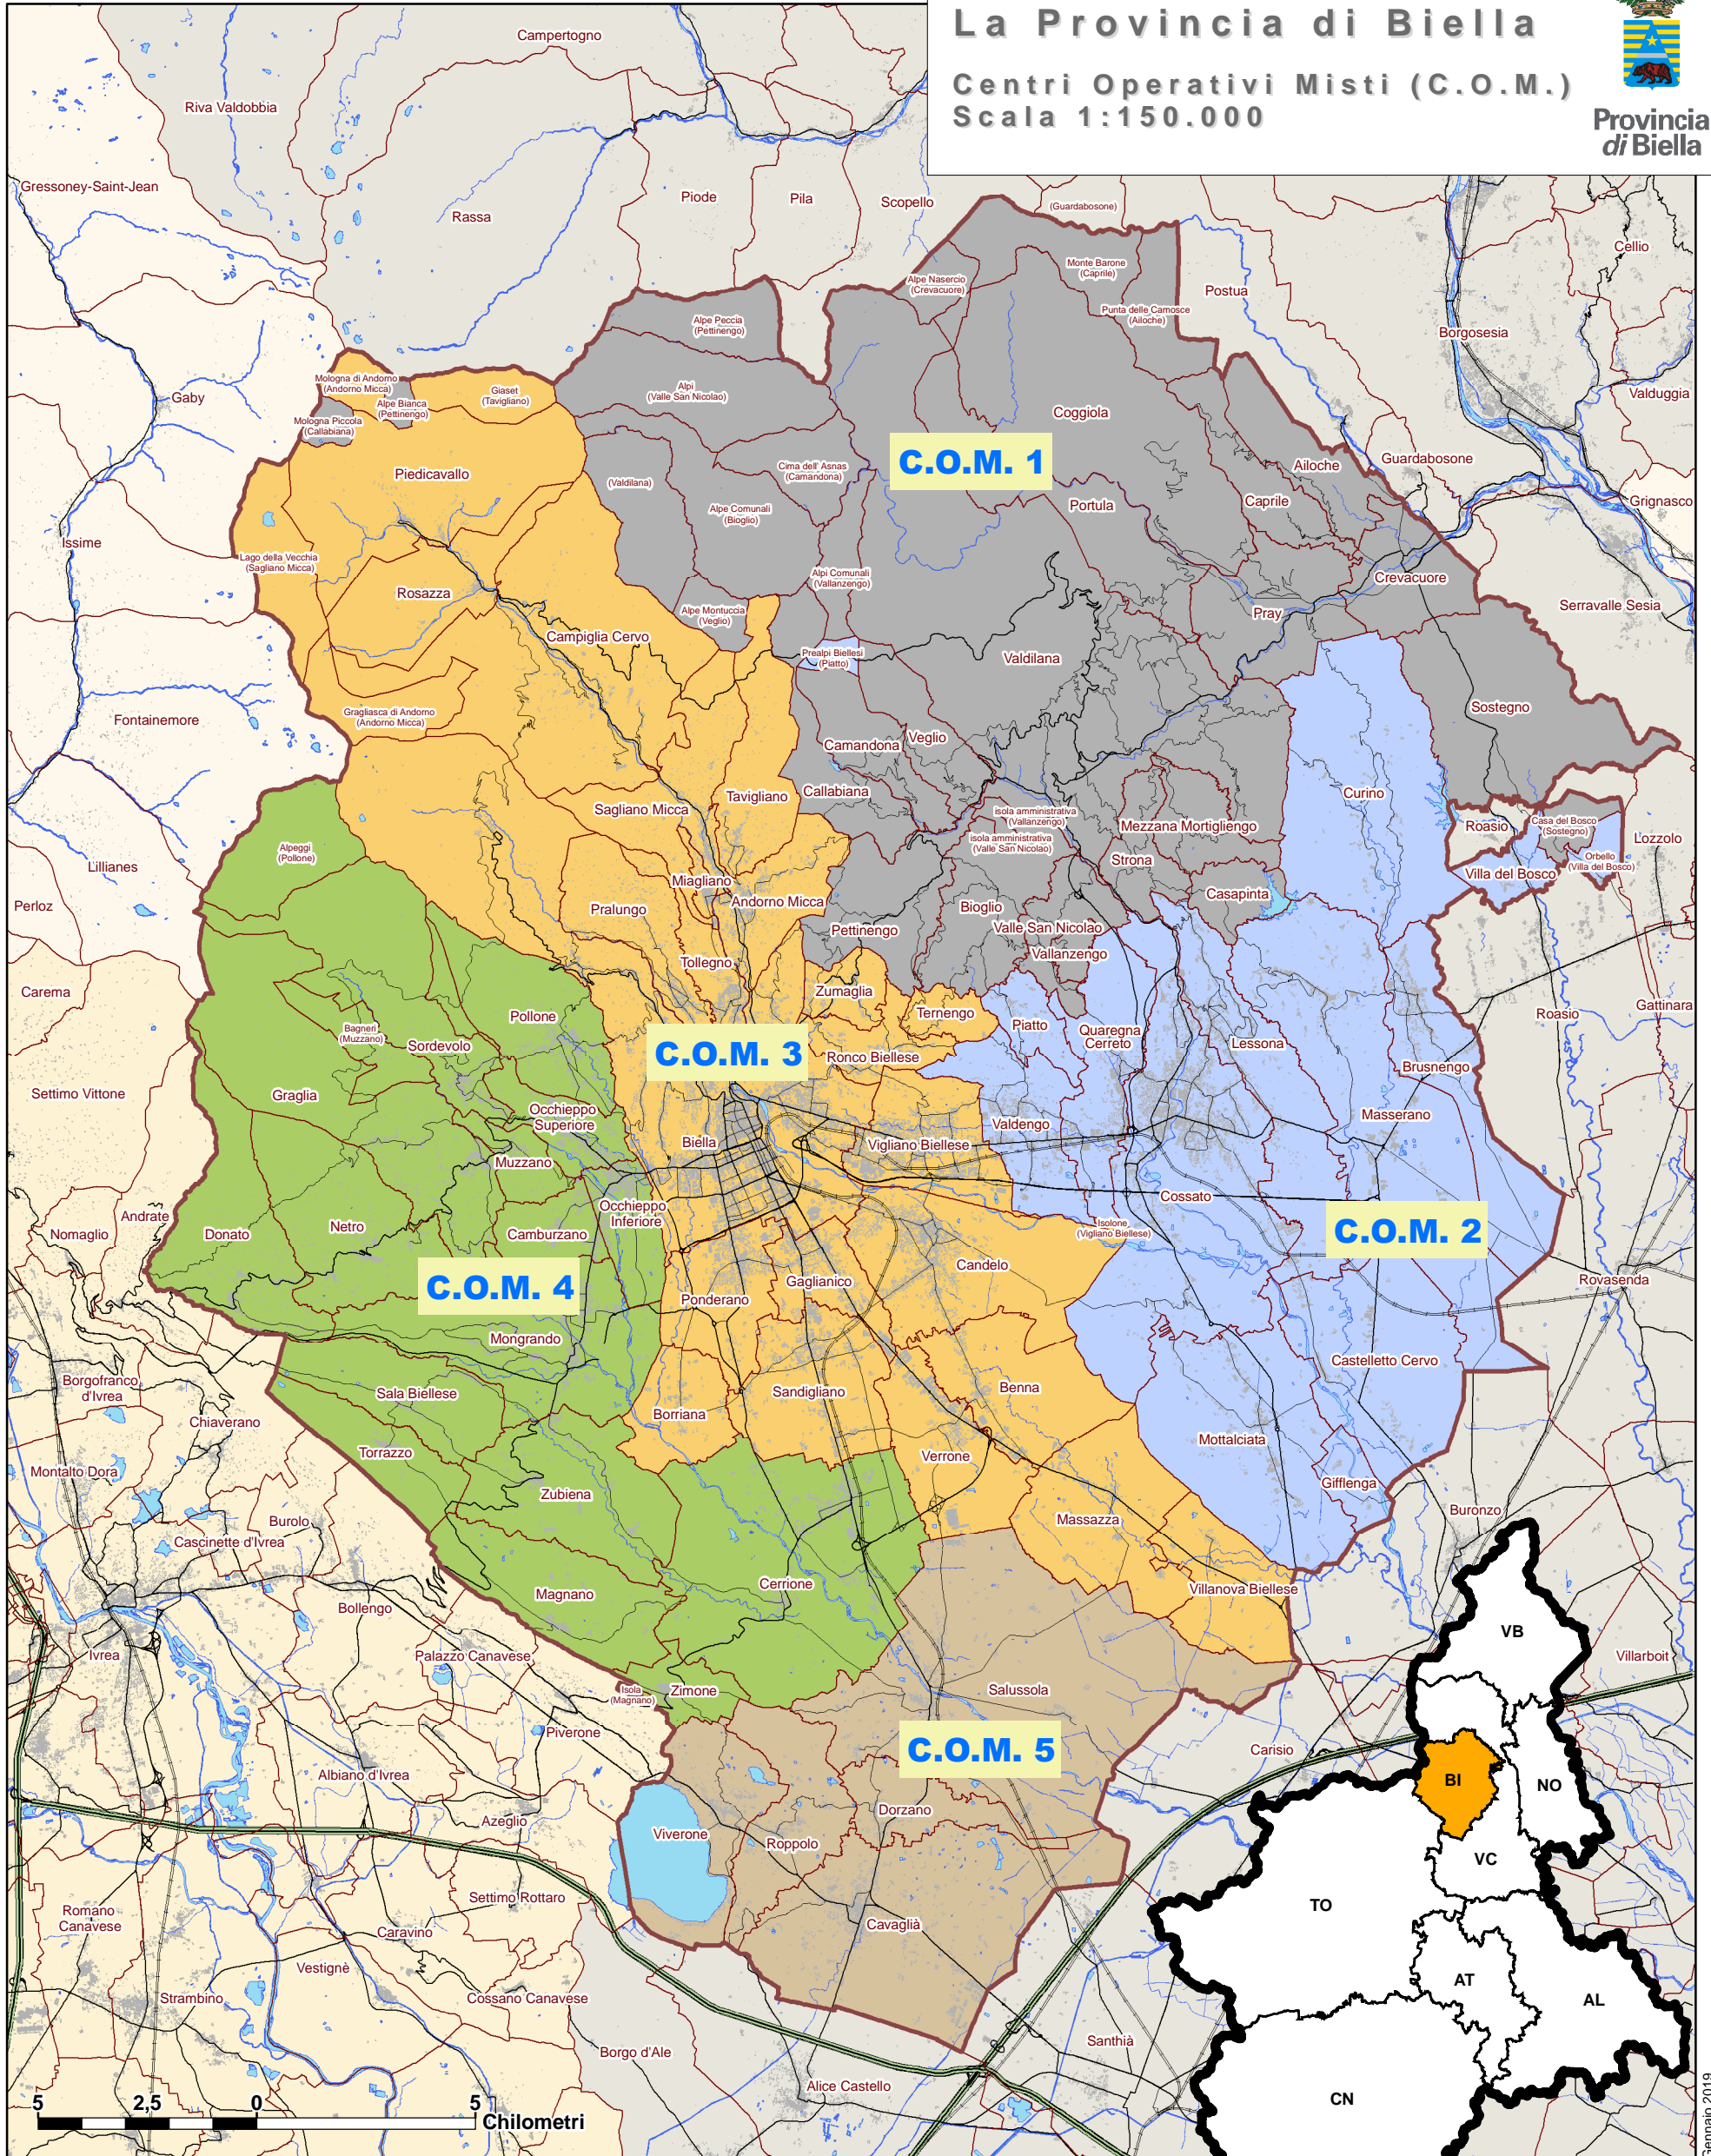 La Provincia di Biella
Centri Operativi Misti (C.O.M.)
Scala 1:150.000
Provincia
di Biella
Campertogno
Riva Valdobbia
Gressoney-Saint-Jean
Rassa
Piode
Pila
Scopello
(Guardabosone)
Cellio
Alpe Nasercio
(Crevacuore)
Monte Barone
(Caprile)
Punta delle Camosce
(Ailoche)
Postua
Borgosesia
Alpe Peccia
(Pettinengo)
Mologna di Andorno
(Andorno Micca)
Alpe Bianca
(Pettinengo)
Mologna Piccola
(Callabiana)
Giaset
(Tavigliano)
Alpi
(Valle San Nicolao)
Gaby
Coggiola
Valduggia
C.O.M. 1
Piedicavallo
(Valdilana)
Cima dell' Asnas
(Camandona)
Ailoche
Guardabosone
Caprile
Grignasco
Alpe Comunali
(Bioglio)
Portula
Issime
Lago della Vecchia
(Sagliano Micca)
Rosazza
Alpi Comunali
(Vallanzengo)
Crevacuore
Serravalle Sesia
Alpe Montuccia
(Veglio)
Pray
Campiglia Cervo
Prealpi Biellesi
(Piatto)
Valdilana
Fontainemore
Gragliasca di Andorno
(Andorno Micca)
Sostegno
Camandona
Veglio
Callabiana
Curino
Tavigliano
Sagliano Micca
isola amministrativa
(Vallanzengo)
isola amministrativa
(Valle San Nicolao)
Mezzana Mortigliengo
Roasio
Casa del Bosco
(Sostegno)
Lozzolo
Alpeggi
(Pollone)
Strona
Orbello
(Villa del Bosco)
Villa del Bosco
Lillianes
Miagliano
Andorno Micca
Casapinta
Perloz
Pralungo
Bioglio
Pettinengo
Valle San Nicolao
Vallanzengo
Tollegno
Carema
Zumaglia
Ternengo
Pollone
Piatto
Quaregna
Cerreto
Lessona
Roasio
Gattinara
Bagneri
(Muzzano)
Sordevolo
C.O.M. 3
Ronco Biellese
Brusnengo
Settimo Vittone
Graglia
Occhieppo
Superiore
Valdengo
Masserano
Biella
Vigliano Biellese
Muzzano
Cossato
Occhieppo
Inferiore
Andrate
Nomaglio
Donato
Netro
Camburzano
Isolone
(Vigliano Biellese)
C.O.M. 2
Candelo
C.O.M. 4
Gaglianico
Ponderano
Rovasenda
Mongrando
Borgofranco
d'Ivrea
Castelletto Cervo
Sala Biellese
Sandigliano
Benna
Chiaverano
Borriana
Torrazzo
Verrone
Mottalciata
Montalto Dora
Zubiena
Gifflenga
Burolo
Massazza
Buronzo
Cascinette d'Ivrea
Cerrione
Villanova Biellese
Magnano
Bollengo
VB
Ivrea
Palazzo Canavese
Villarboit
Isola
(Magnano)
Zimone
Salussola
Piverone
C.O.M. 5
Carisio
Albiano d'Ivrea
BI
NO
Dorzano
Azeglio
Viverone
Roppolo
VC
Settimo Rottaro
TO
Romano
Canavese
Caravino
Cavaglià
Vestignè
AT
Strambino
Cossano Canavese
AL
Borgo d'Ale
Santhià
Alice Castello
CN
5
2,5
0
5
Chilometri
Gennaio 2019